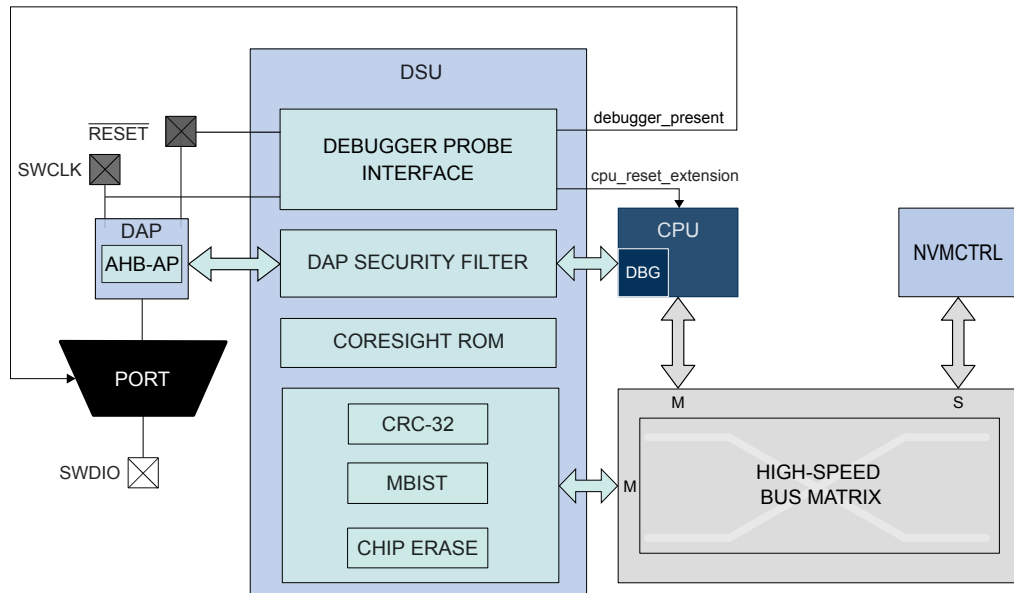 DSU
debugger_present
RESET
DEBUGGER PROBE
INTERFACE
SWCLK
cpu_reset_extension
DAP
AHB-AP
DAP SECURITY FILTER
CPU
DBG
NVMCTRL
CORESIGHT ROM
PORT
M
S
CRC-32
SWDIO
MBIST
M
HIGH-SPEED
BUS MATRIX
CHIP ERASE